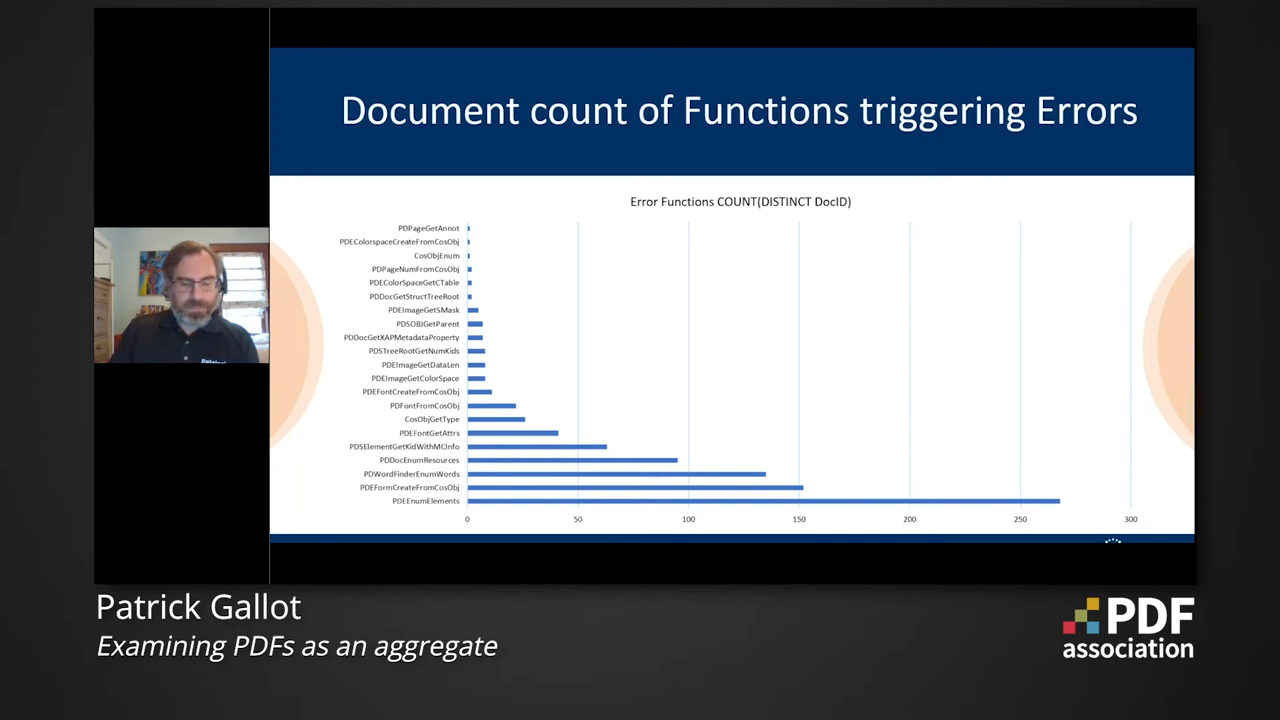 Document count of Functions triggering Errors
Error Functions COUNT(DISTINCT DocID)
PDPageGetAnnot
PDEColorspaceCreateFromCosObj
CosObjEnum
PDPageNumFromCosObj
PDEColorSpaceGetCTable
PDDocGetStructTreeRoot
PDEImageGetSMask
PDSOBJGetParent
PDDocGetXAPMetadataProperty
PDSTreeRootGetNumKids
PDEImageGetDataLen
PDEImageGetColorSpace
PDEFontCreateFromCosObj
PDFontFromCosObj
CosObjGetType
PDEFontGetAttrs
PDSElementGetKidWithMCInfo
PDDocEnumResources
PDWordFinderEnumWords
PDEFormCreateFromCosObj
PDEEnumElements
0 50 100 150 200 250 300
Patrick Gallot
Examining PDFs as an aggregate
PDF
association